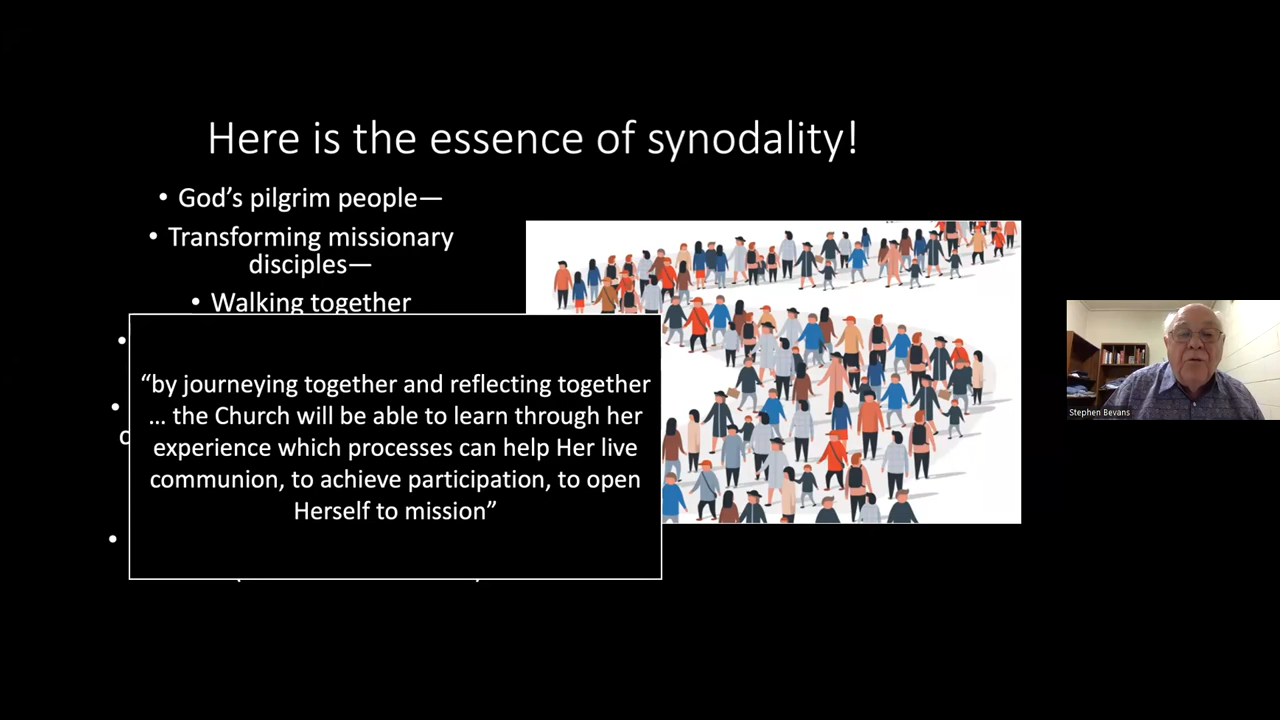 Here is the essence of synodality!
• God’s pilgrim people—
• Transforming missionary
disciples—
• Walking together
“by journeying together and reflecting together
… the Church will be able to learn through her
experience which processes can help Her live
communion, to achieve participation, to open
Herself to mission”
Stephen Bevans